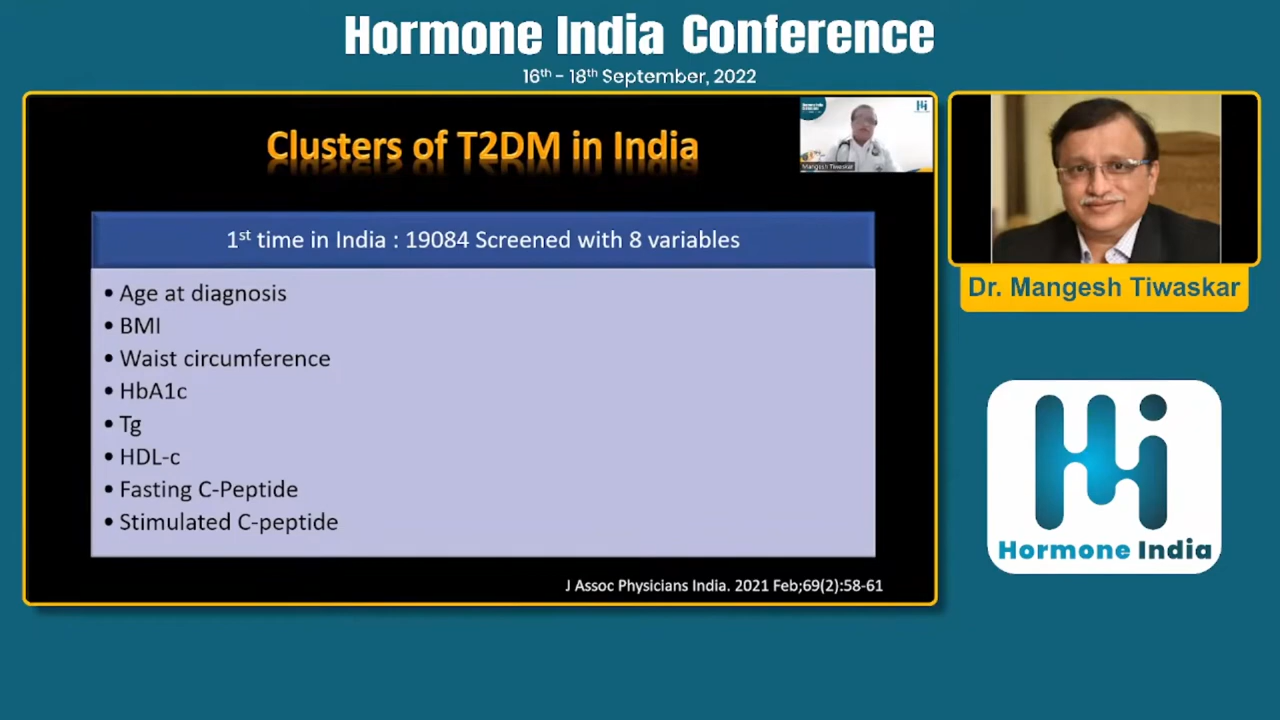 Hormone India Conference
16th - 18th September, 2022
Clusters of T2DM in India
Mangesh Tiwaskar
1st time in India : 19084 Screened with 8 variables
• Age at diagnosis
• BMI
• Waist circumference
• HbA1c
• Tg
• HDL-c
• Fasting C-Peptide
• Stimulated C-peptide
J Assoc Physicians India. 2021 Feb;69(2):58-61
Dr. Mangesh Tiwaskar
Hi
Hormone India